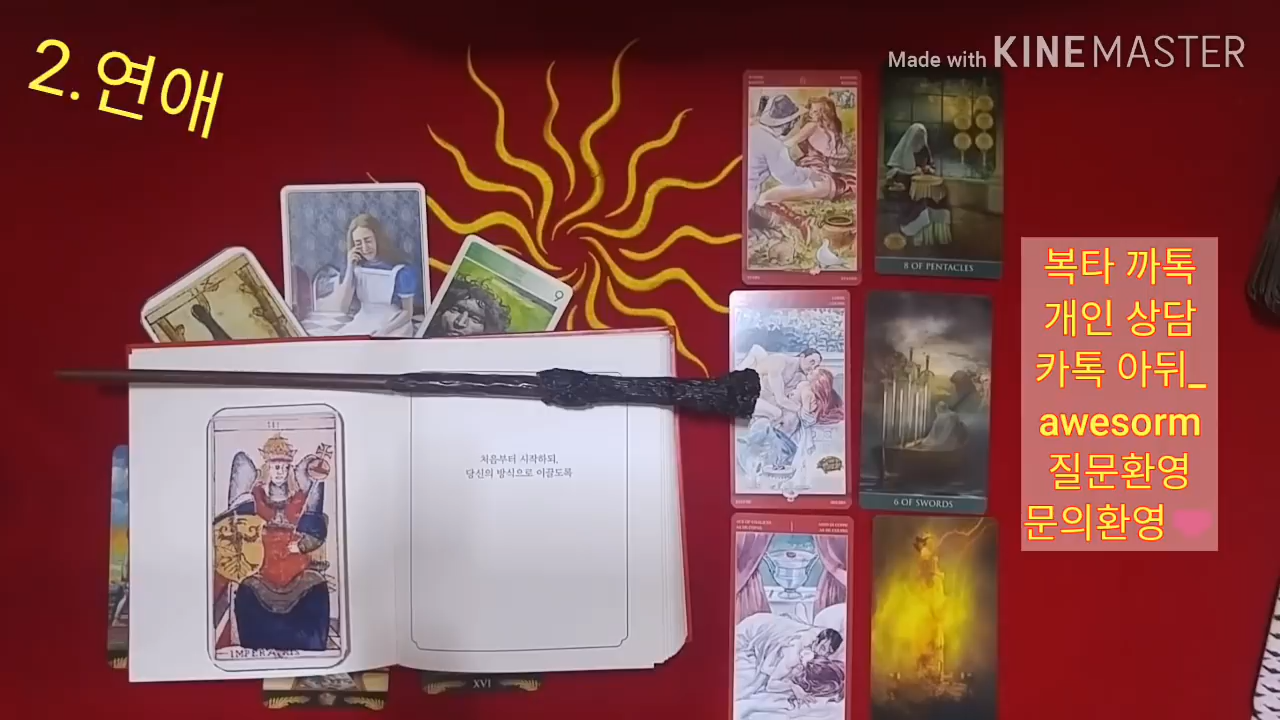 2.연애
Made with KINEMASTER
8 OF PENTACLES
복타 까톡
개인 상담
카톡 아뒤_
awesorm
질문환영
문의환영
6 OF SWORDS
III
처음부터 시작하되,
당신의 방식으로 이끌도록
XVI